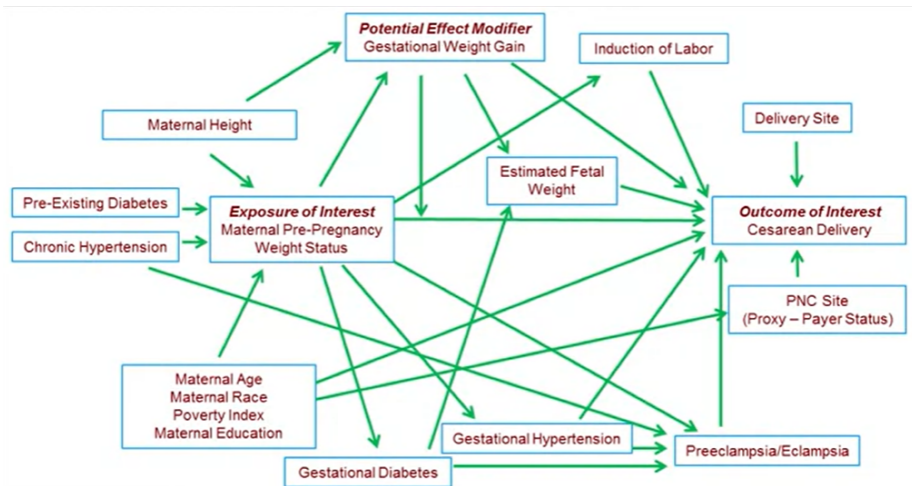 Potential Effect Modifier
Gestational Weight Gain
Induction of Labor
Maternal Height
Delivery Site
Estimated Fetal
Weight
Pre-Existing Diabetes
Chronic Hypertension
Exposure of Interest
Maternal Pre-Pregnancy
Weight Status
Outcome of Interest
Cesarean Delivery
PNC Site
(Proxy – Payer Status)
Maternal Age
Maternal Race
Poverty Index
Maternal Education
Gestational Hypertension
Preeclampsia/Eclampsia
Gestational Diabetes